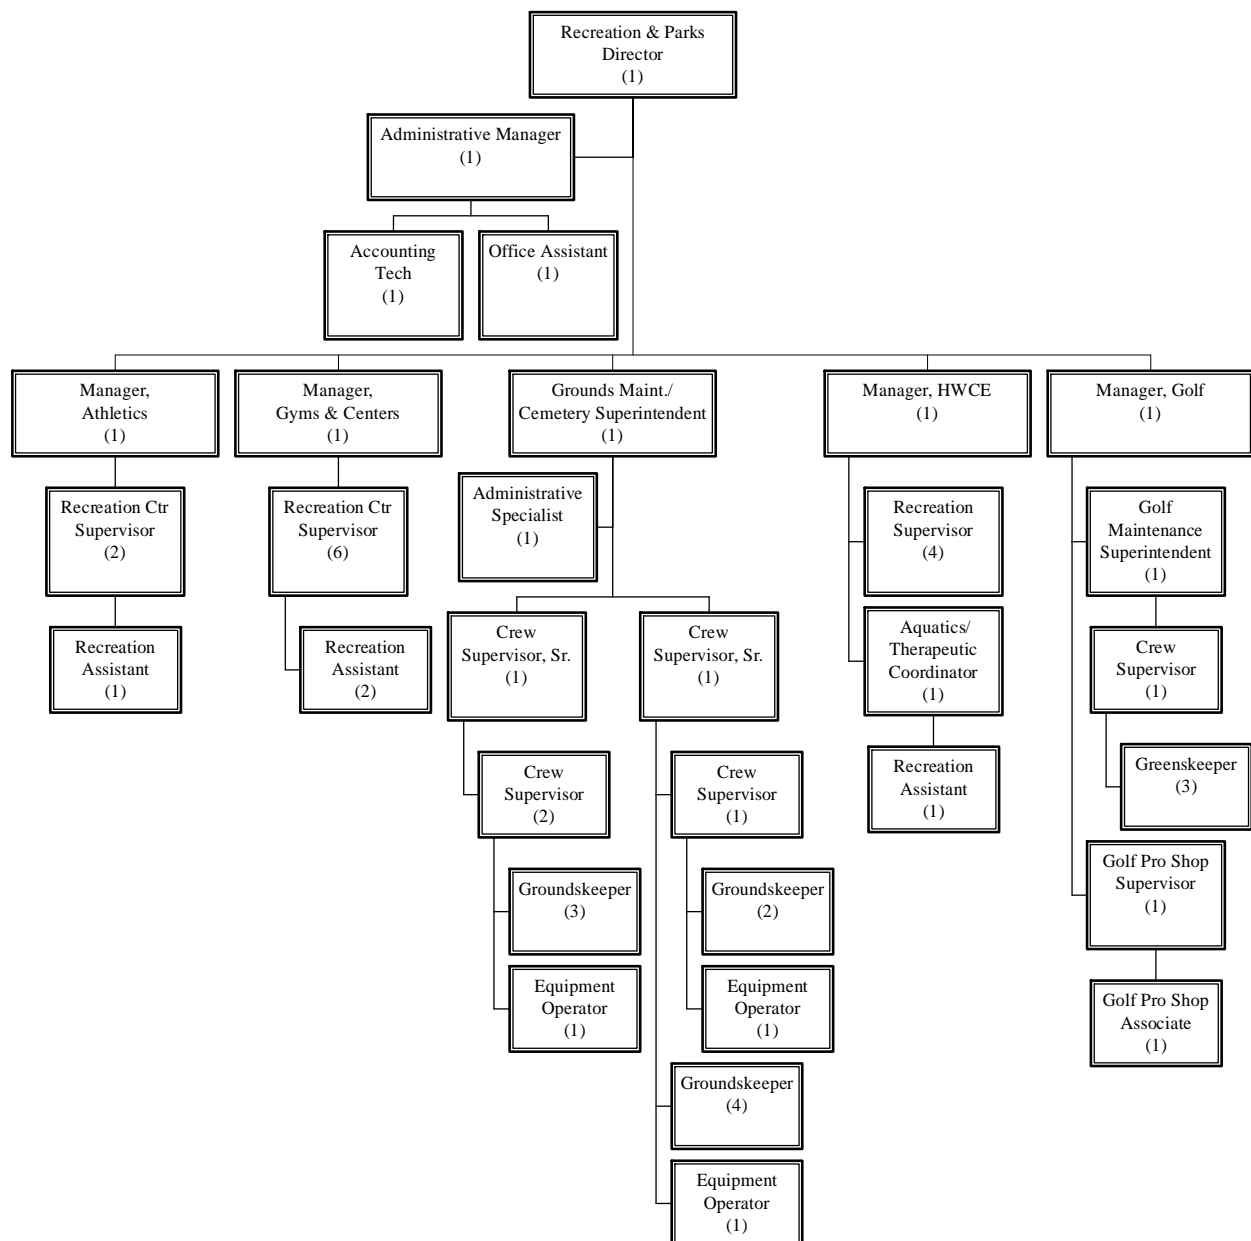 Recreation & Parks
Director
(1)
Administrative Manager
(1)
Accounting
Tech
(1)
Office Assistant
(1)
Manager,
Athletics
(1)
Manager,
Gyms & Centers
(1)
Grounds Maint./
Cemetery Superintendent
(1)
Manager, HWCE
(1)
Manager, Golf
(1)
Recreation Ctr
Supervisor
(2)
Recreation Assistant
(1)
Recreation Ctr
Supervisor
(6)
Recreation
Assistant
(2)
Administrative
Specialist
(1)
Crew
Supervisor, Sr.
(1)
Crew
Supervisor
(2)
Groundskeeper
(3)
Equipment
Operator
(1)
Crew
Supervisor, Sr.
(1)
Crew
Supervisor
(1)
Groundskeeper
(2)
Equipment
Operator
(1)
Groundskeeper
(4)
Equipment
Operator
(1)
Recreation
Supervisor
(4)
Aquatics/
Therapeutic
Coordinator
(1)
Recreation
Assistant
(1)
Golf
Maintenance
Superintendent
(1)
Crew
Supervisor
(1)
Greenskeeper
(3)
Golf Pro Shop
Supervisor
(1)
Golf Pro Shop
Associate
(1)